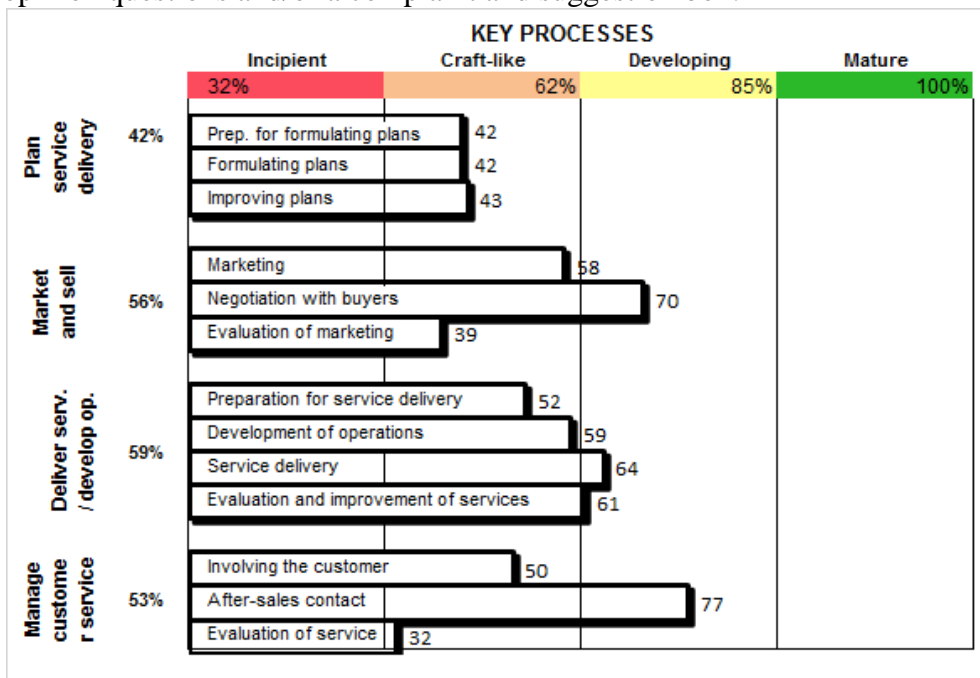 KEY PROCESSES
Incipient Craft-like Developing Mature
32% 62% 85% 100%
Plan
service
delivery
42%
Prep. for formulating plans 42
Formulating plans 42
Improving plans 43
Market
and sell
56%
Marketing 58
Negotiation with buyers 70
Evaluation of marketing 39
Deliver serv.
/ develop op.
59%
Preparation for service delivery 52
Development of operations 59
Service delivery 64
Evaluation and improvement of services 61
Manage
custome
r service
53%
Involving the customer 50
After-sales contact 77
Evaluation of service 32